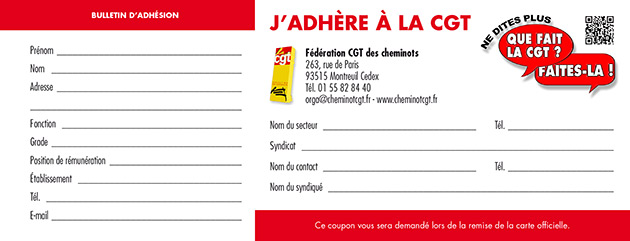 BULLETIN D'ADHÉSION
Prénom
Nom
Adresse
Fonction
Grade
Position de rémunération
Établissement
Tél.
E-mail
J'ADHÈRE À LA CGT
NE DITES PLUS
QUE FAIT
LA CGT ?
FAITES-LA !
cgt
Fédération CGT des cheminots
263, rue de Paris
93515 Montreuil Cedex
Tél. 01 55 82 84 40
orga@cheminotcgt.fr - www.cheminotcgt.fr
Nom du secteur Tél.
Syndicat
Nom du contact Tél.
Nom du syndiqué
Ce coupon vous sera demandé lors de la remise de la carte officielle.